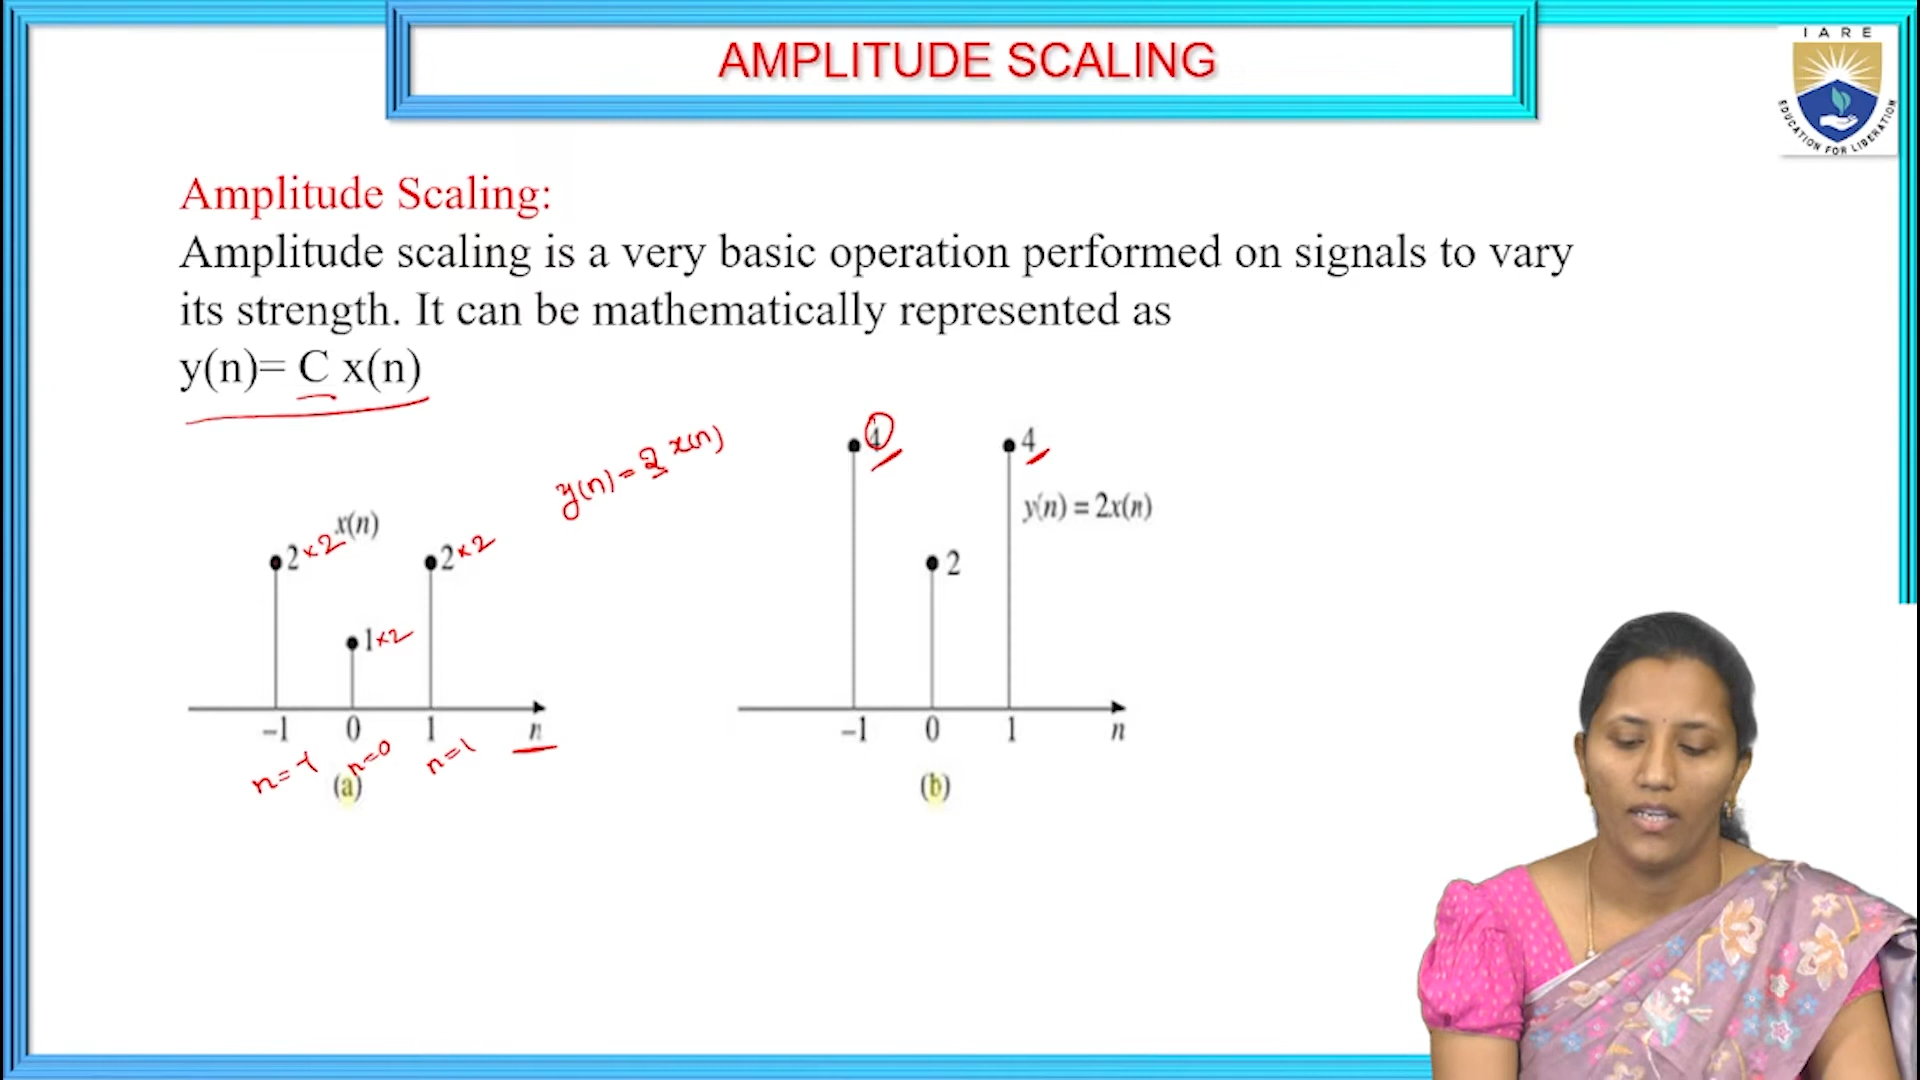 AMPLITUDE SCALING
I A R E
EDUCATION FOR LIBERATION
Amplitude Scaling:
Amplitude scaling is a very basic operation performed on signals to vary
its strength. It can be mathematically represented as
y(n)= C x(n)
y(n) = 2 x(n)
x(n)
2 × 2
2 × 2
1 × 2
-1 0 1 n
n = -1 n=0 n=1
(a)
4
4
y(n) = 2x(n)
2
-1 0 1 n
(b)